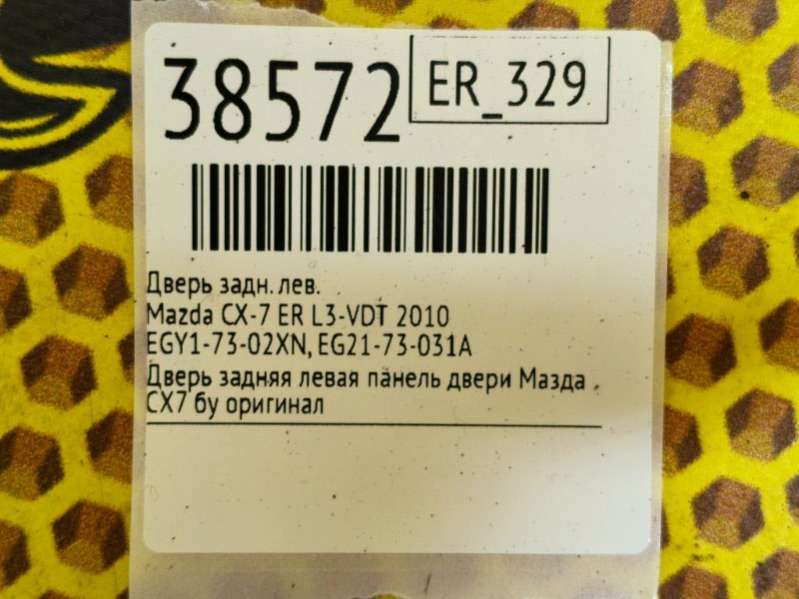 38572
ER_329
Дверь задн. лев.
Mazda CX-7 ER L3-VDT 2010
EGY1-73-02XN, EG21-73-031A
Дверь задняя левая панель двери Мазда
СХ7 бу оригинал